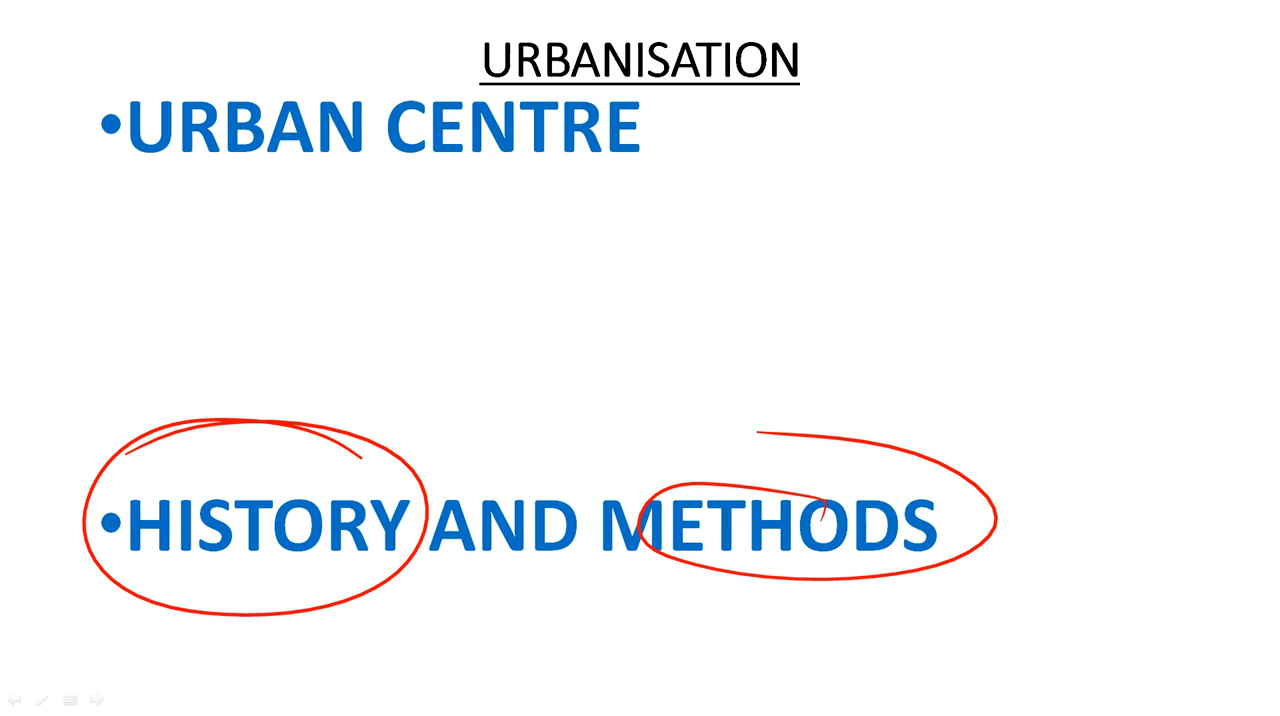 URBANISATION
•URBAN CENTRE
•HISTORY AND METHODS